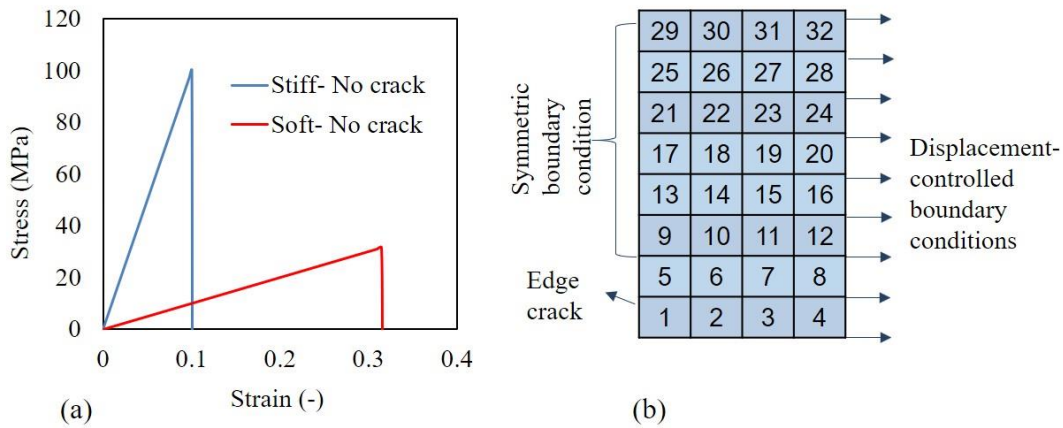 120
100
80
60
40
20
0
Stress (MPa)
Stiff- No crack
Soft- No crack
0 0.1 0.2 0.3 0.4
Strain (-)
(a)
Symmetric
boundary
condition
Edge
crack
29 30 31 32
25 26 27 28
21 22 23 24
17 18 19 20
13 14 15 16
9 10 11 12
5 6 7 8
1 2 3 4
Displacement-
controlled
boundary
conditions
(b)